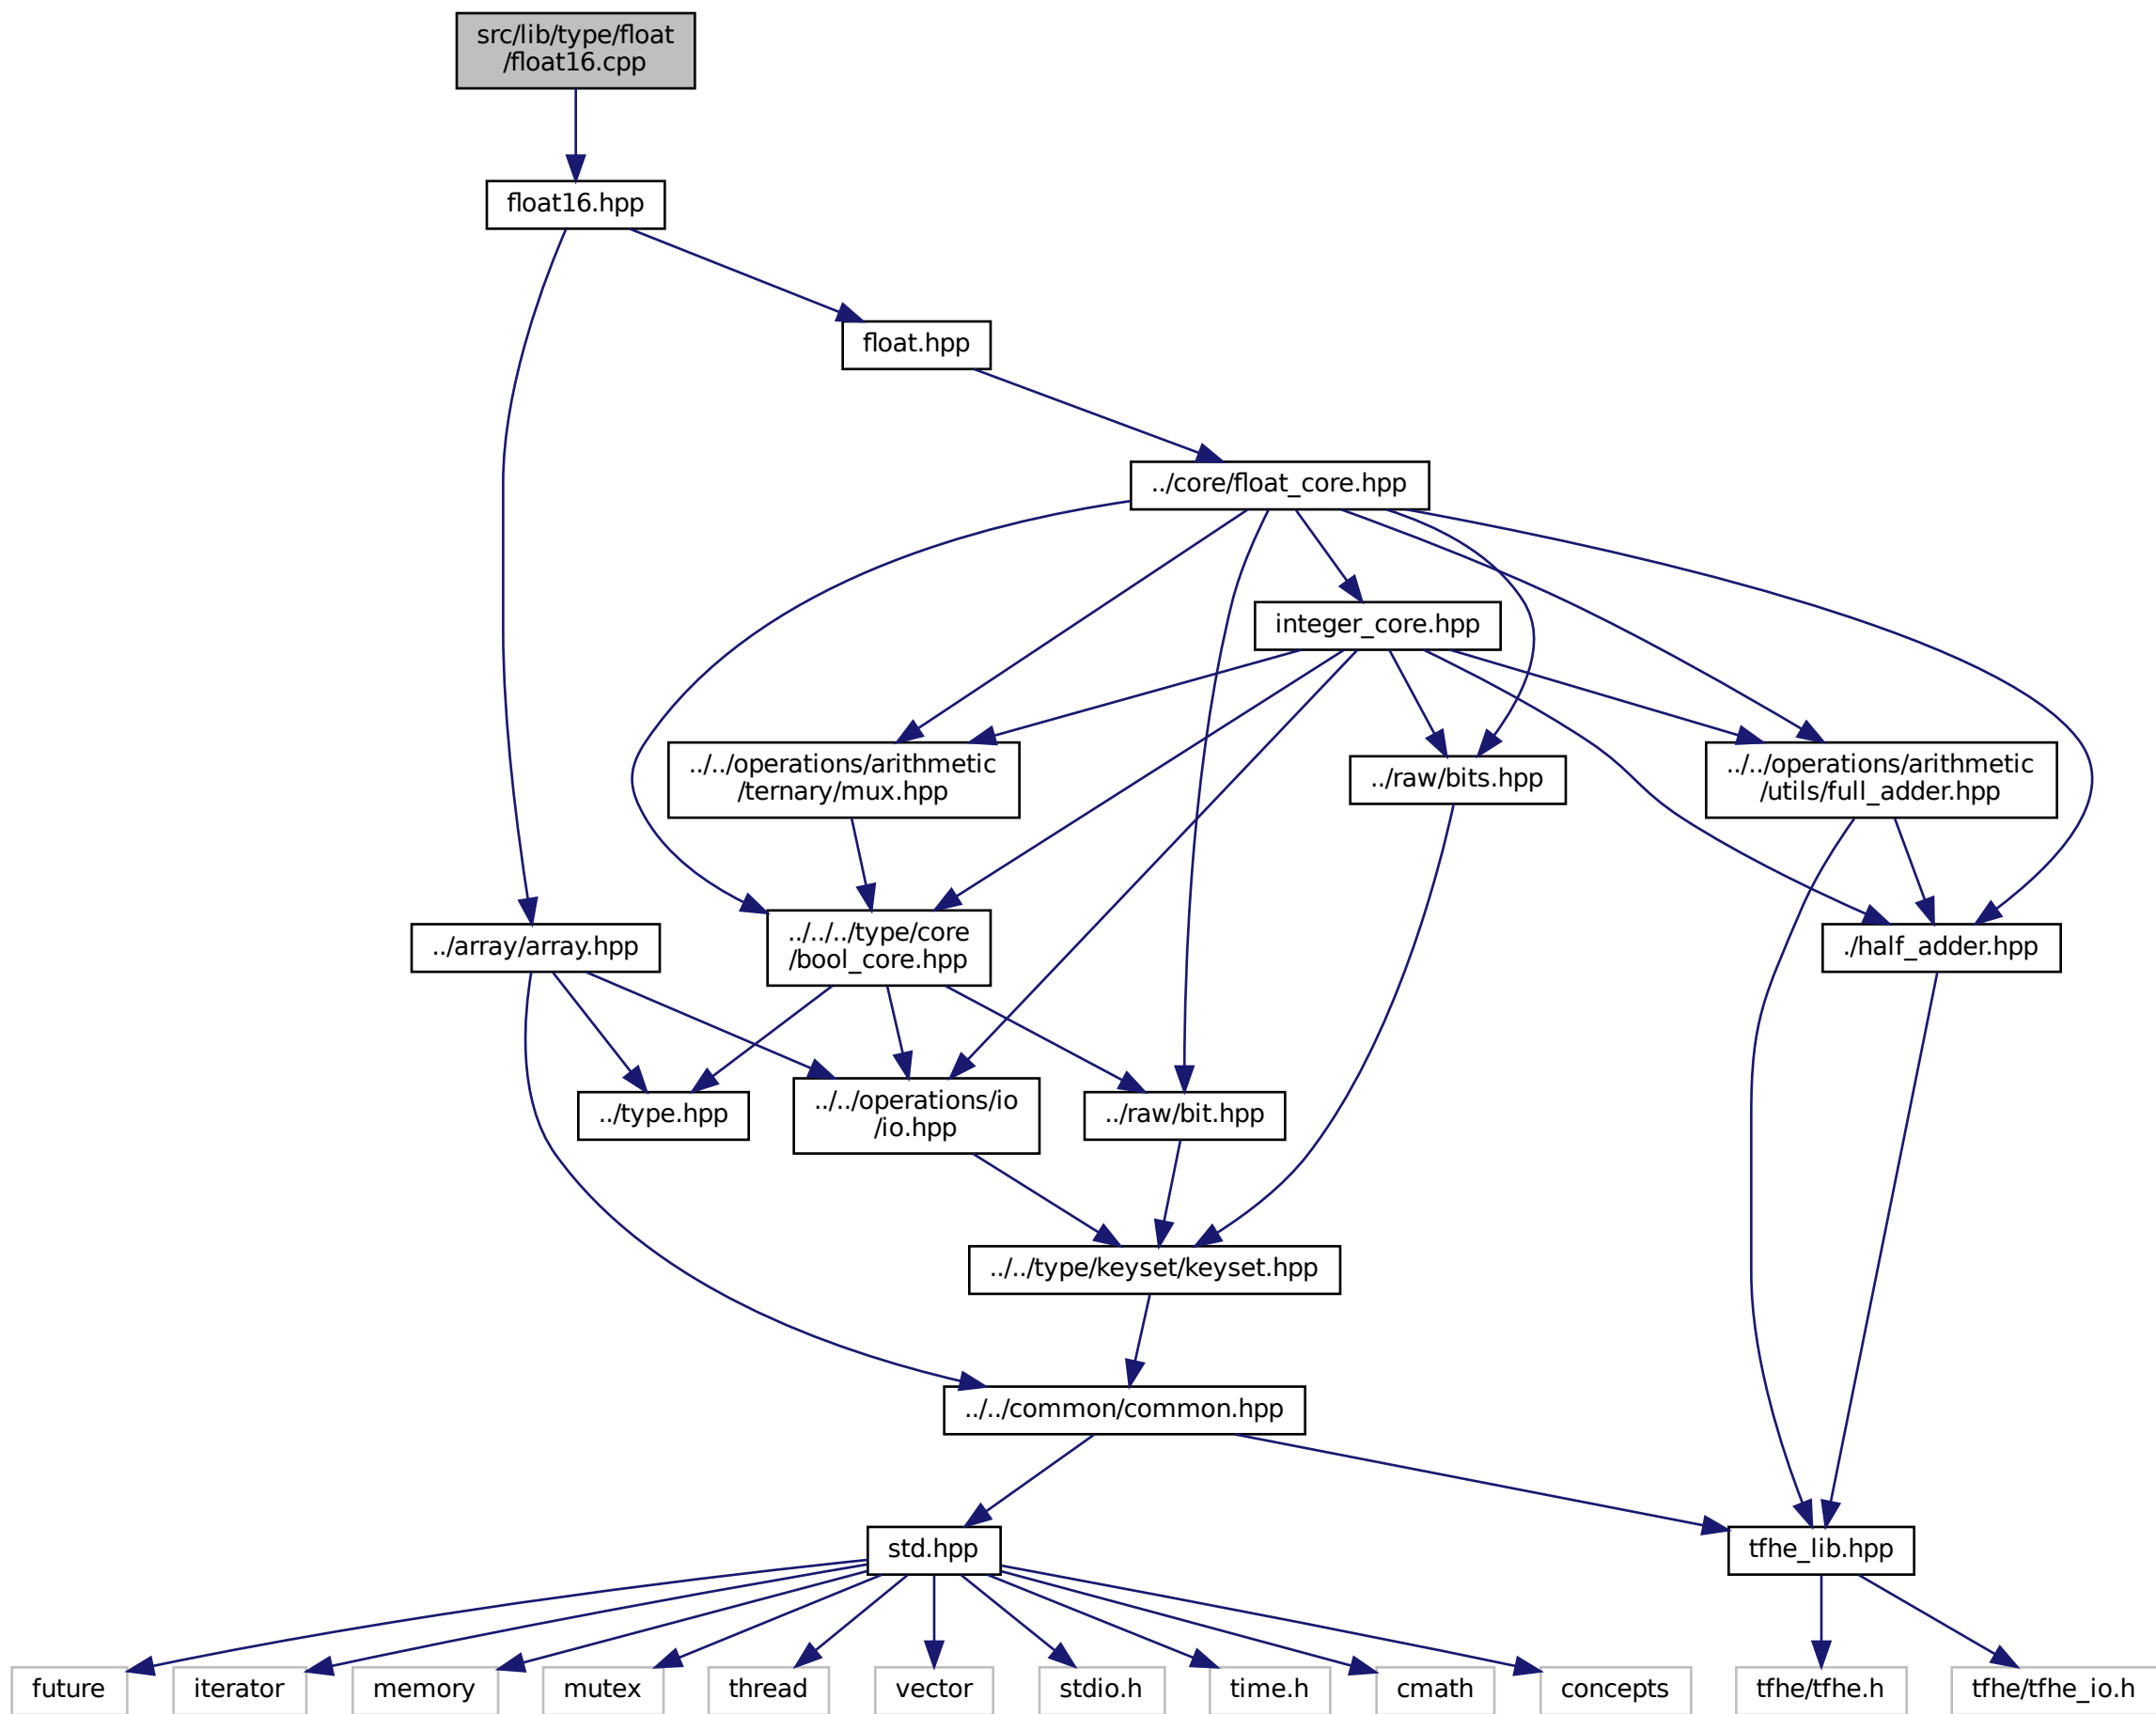 src/lib/type/float
/float16.cpp
float16.hpp
float.hpp
../core/float_core.hpp
integer_core.hpp
../../operations/arithmetic
/ternary/mux.hpp
../raw/bits.hpp
../../operations/arithmetic
/utils/full_adder.hpp
../array/array.hpp
../../../type/core
/bool_core.hpp
./half_adder.hpp
../type.hpp
../../operations/io
/io.hpp
../raw/bit.hpp
../../type/keyset/keyset.hpp
../../common/common.hpp
std.hpp
tfhe_lib.hpp
future
iterator
memory
mutex
thread
vector
stdio.h
time.h
cmath
concepts
tfhe/tfhe.h
tfhe/tfhe_io.h